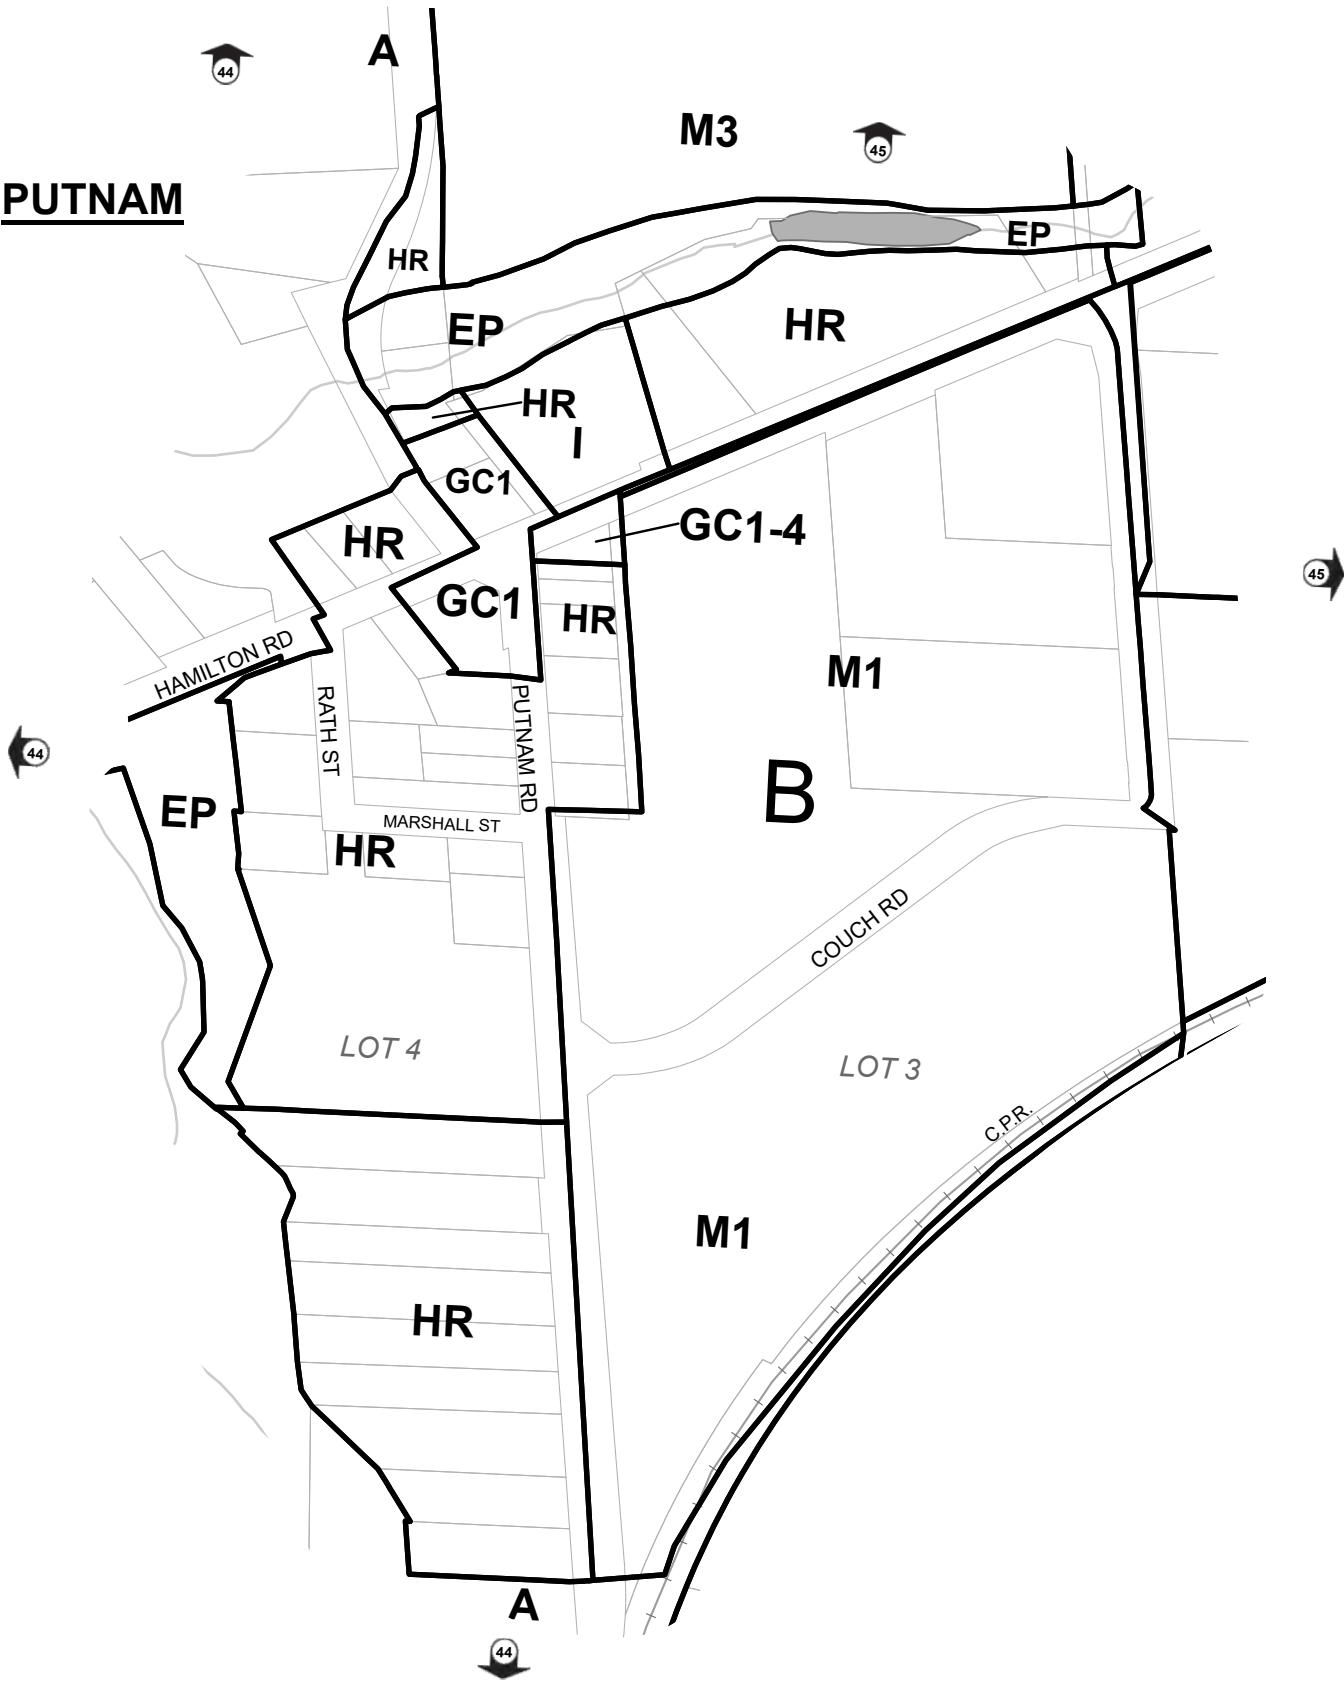 A
44
M3
45
PUTNAM
HR
EP
EP
HR
HR
I
GC1
GC1-4
HR
45
GC1
HR
HAMILTON RD
M1
RATH ST
PUTNAM RD
44
B
EP
MARSHALL ST
HR
COUCH RD
LOT 4
LOT 3
C.P.R.
M1
HR
A
44